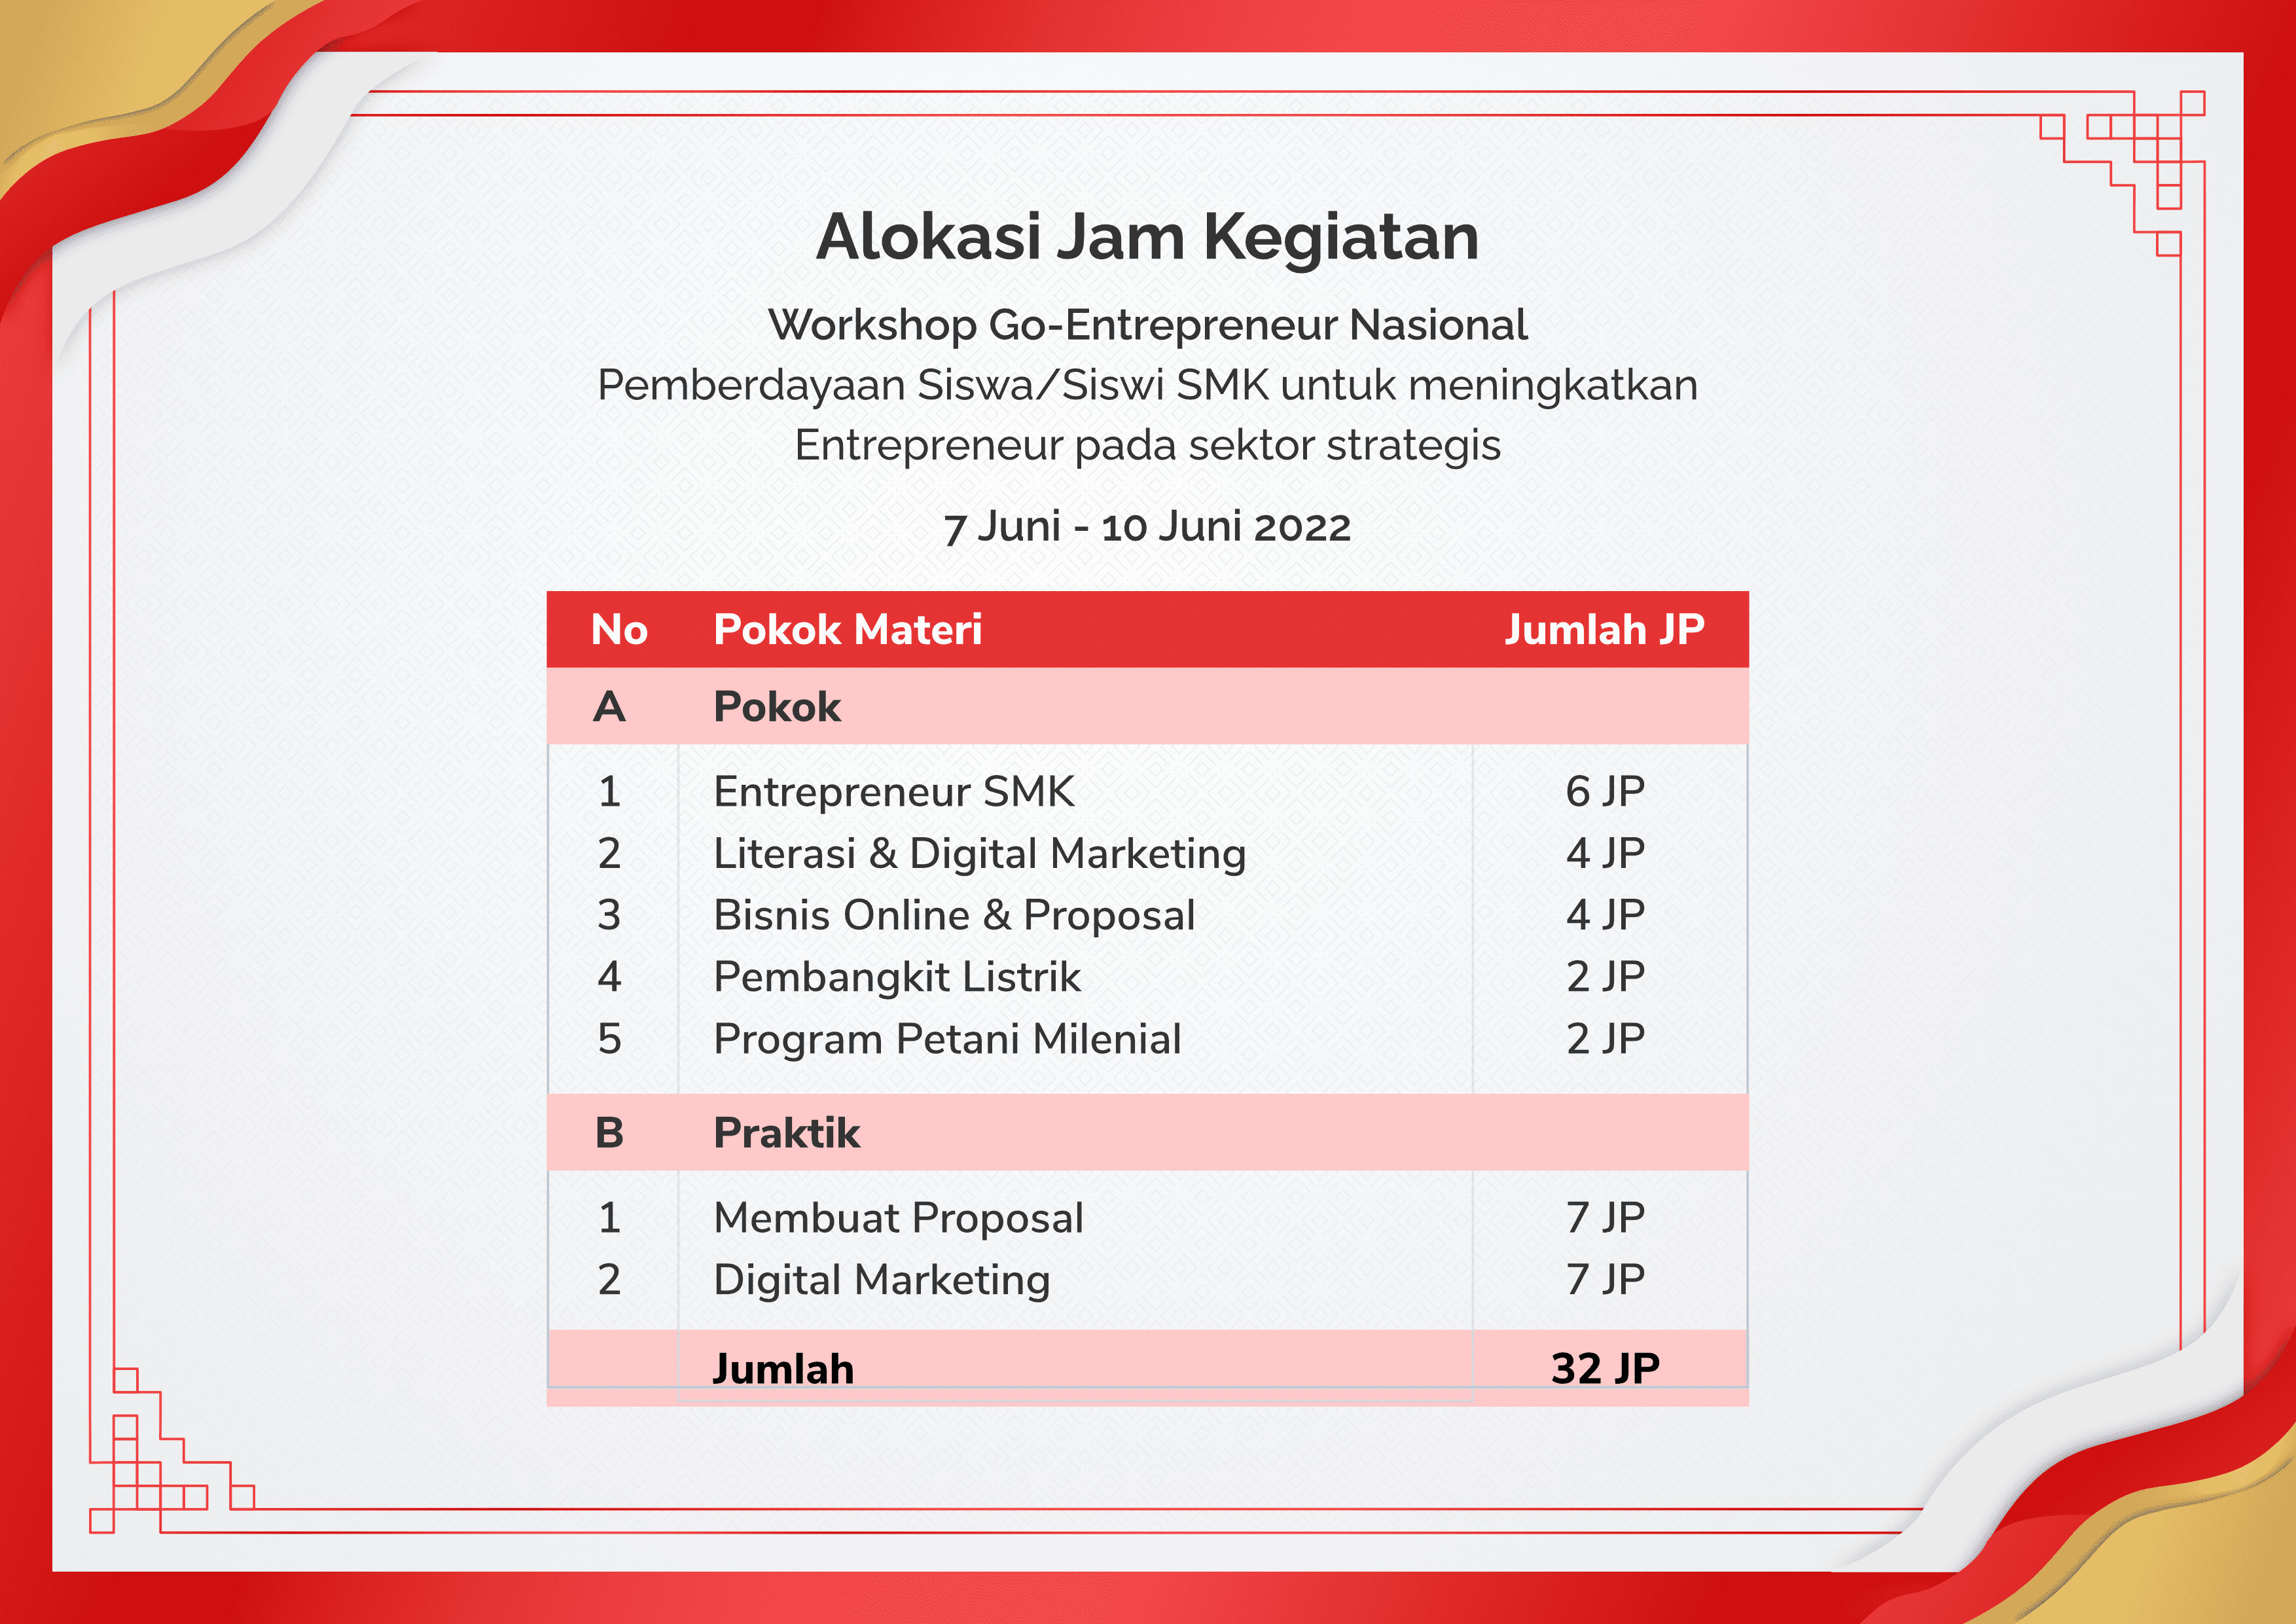 Alokasi Jam Kegiatan
Workshop Go-Entrepreneur Nasional
Pemberdayaan Siswa/Siswi SMK untuk meningkatkan
Entrepreneur pada sektor strategis
7 Juni - 10 Juni 2022
No Pokok Materi Jumlah JP
A Pokok
1 Entrepreneur SMK 6 JP
2 Literasi & Digital Marketing 4 JP
3 Bisnis Online & Proposal 4 JP
4 Pembangkit Listrik 2 JP
5 Program Petani Milenial 2 JP
B Praktik
1 Membuat Proposal 7 JP
2 Digital Marketing 7 JP
Jumlah 32 JP